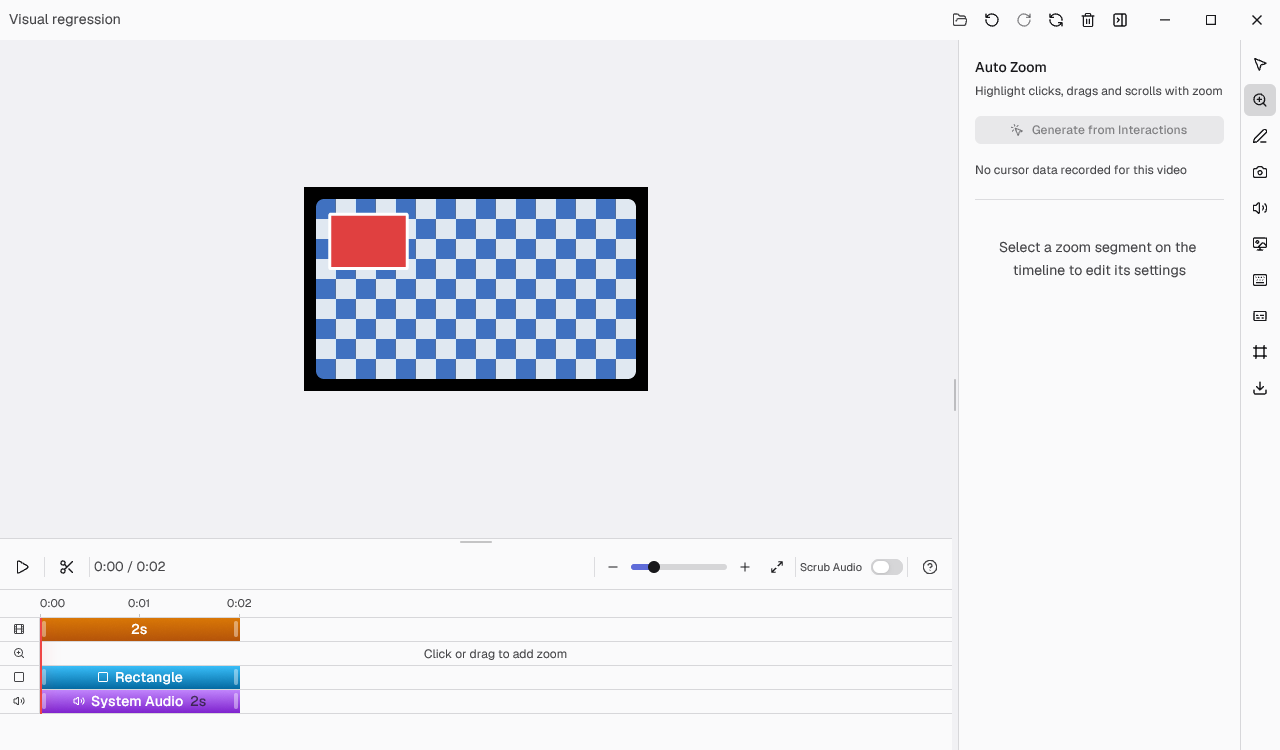 Visual regression
Auto Zoom
Highlight clicks, drags and scrolls with zoom
Generate from Interactions
No cursor data recorded for this video
Select a zoom segment on the
timeline to edit its settings
0:00 / 0:02
Scrub Audio
0:00
0:01
0:02
2s
Click or drag to add zoom
Rectangle
System Audio 2s